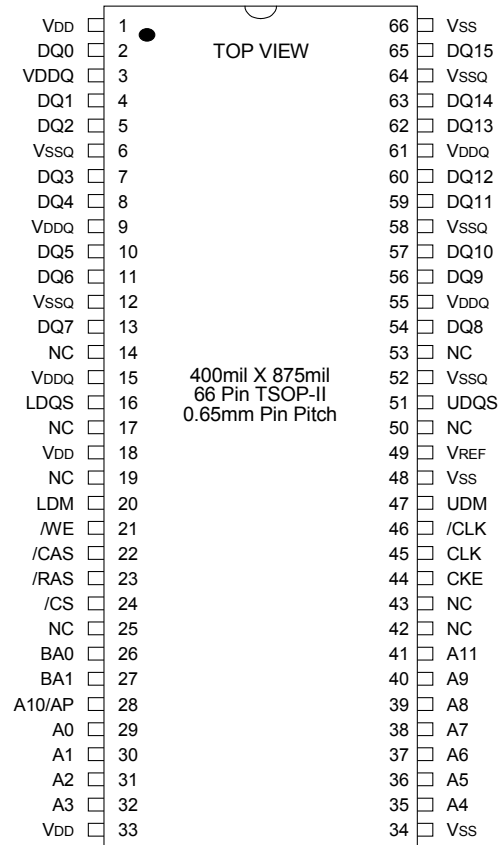 VDD 1 66 VSS
DQ0 2 TOP VIEW 65 DQ15
VDDQ 3 64 VSSQ
DQ1 4 63 DQ14
DQ2 5 62 DQ13
VSSQ 6 61 VDDQ
DQ3 7 60 DQ12
DQ4 8 59 DQ11
VDDQ 9 58 VSSQ
DQ5 10 57 DQ10
DQ6 11 56 DQ9
VSSQ 12 55 VDDQ
DQ7 13 54 DQ8
NC 14 53 NC
VDDQ 15 400mil X 875mil 52 VSSQ
LDQS 16 66 Pin TSOP-II 51 UDQS
NC 17 0.65mm Pin Pitch 50 NC
VDD 18 49 VREF
NC 19 48 VSS
LDM 20 47 UDM
/WE 21 46 /CLK
/CAS 22 45 CLK
/RAS 23 44 CKE
/CS 24 43 NC
NC 25 42 NC
BA0 26 41 A11
BA1 27 40 A9
A10/AP 28 39 A8
A0 29 38 A7
A1 30 37 A6
A2 31 36 A5
A3 32 35 A4
VDD 33 34 VSS